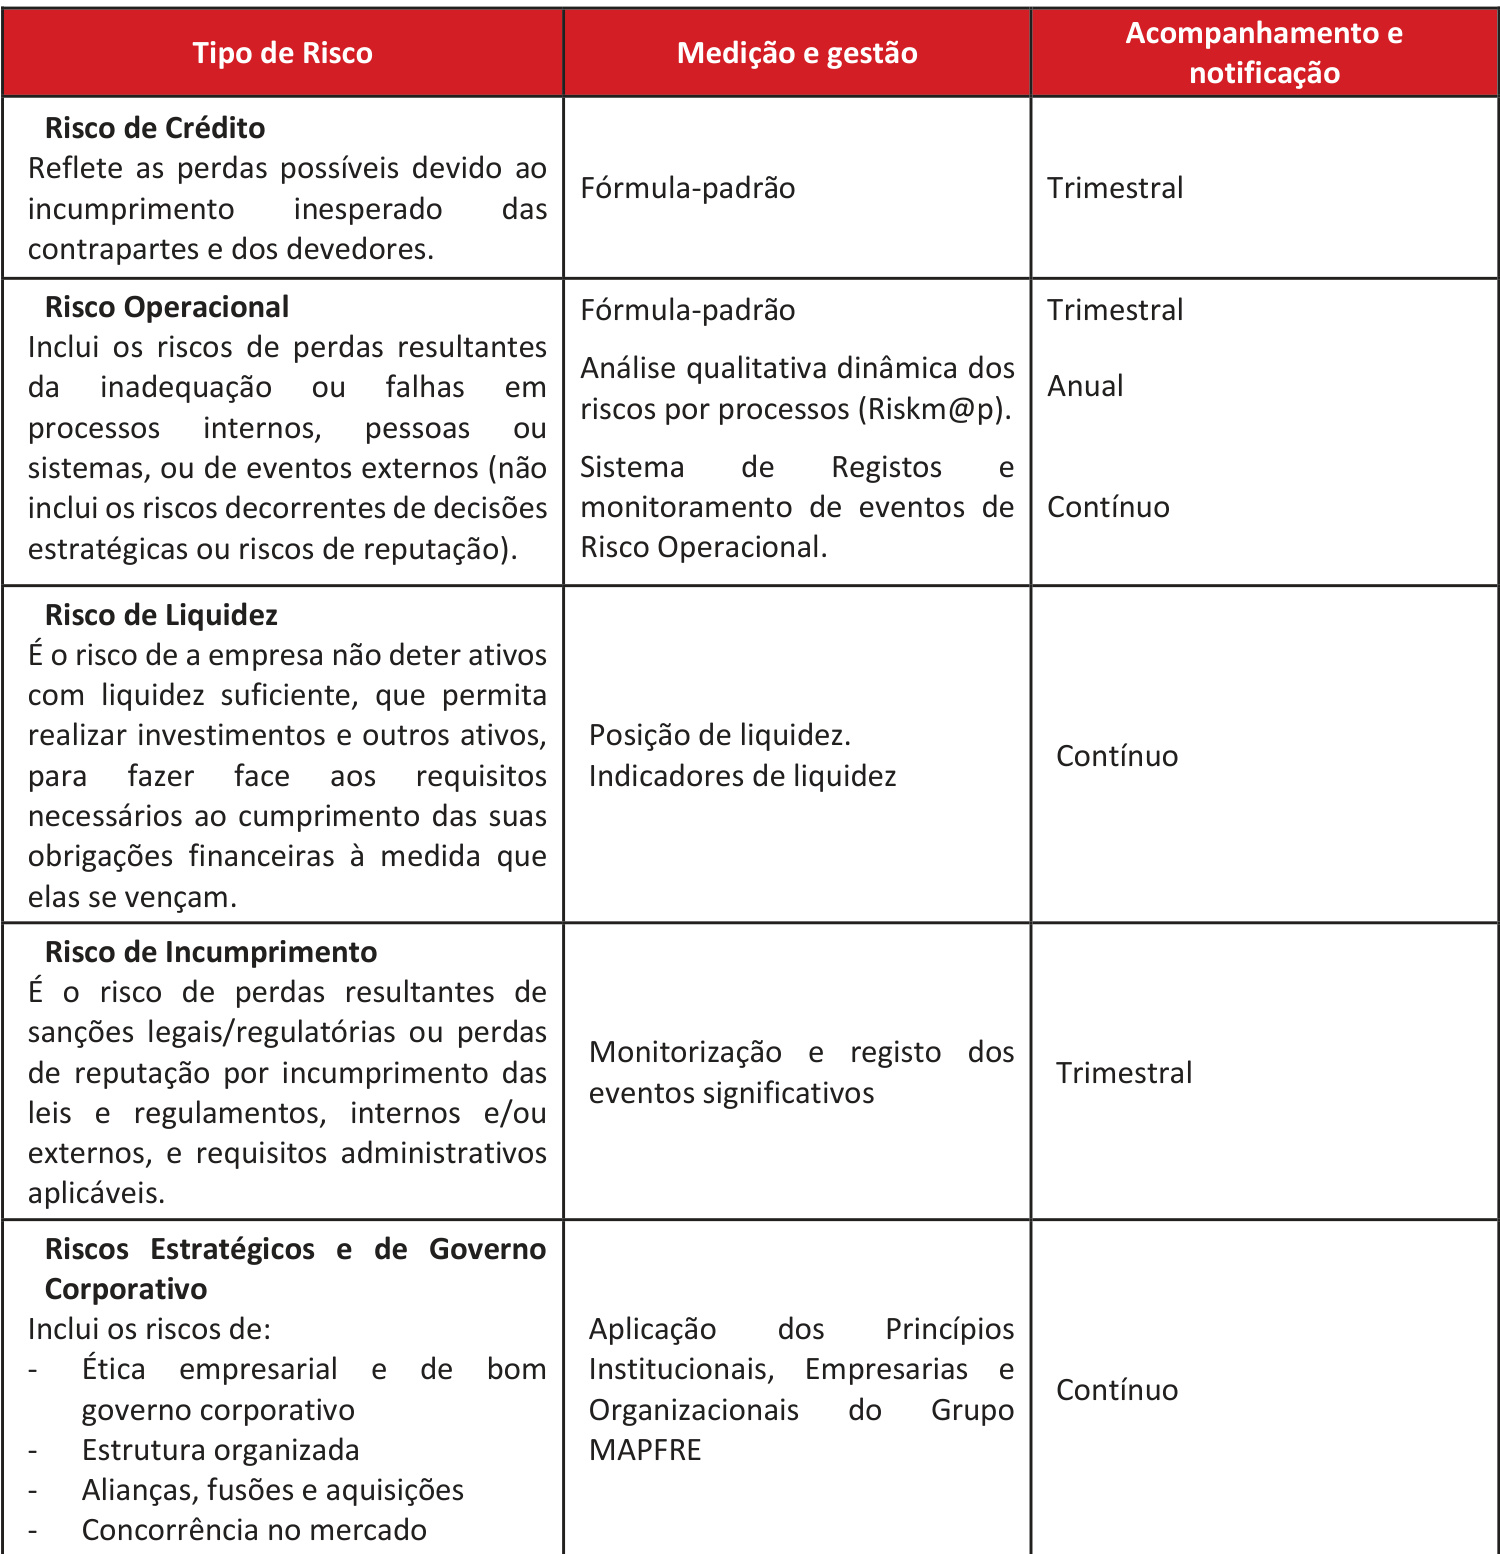 Tipo de Risco
Medição e gestão
Acompanhamento e
notificação
Risco de Crédito
Reflete as perdas possíveis devido ao
incumprimento inesperado das
contrapartes e dos devedores.
Fórmula-padrão
Trimestral
Risco Operacional
Inclui os riscos de perdas resultantes
da inadequação ou falhas em
processos internos, pessoas ou
sistemas, ou de eventos externos (não
inclui os riscos decorrentes de decisões
estratégicas ou riscos de reputação).
Fórmula-padrão
Trimestral
Análise qualitativa dinâmica dos
riscos por processos (Riskm@p).
Anual
Sistema de Registos e
monitoramento de eventos de
Risco Operacional.
Contínuo
Risco de Liquidez
É o risco de a empresa não deter ativos
com liquidez suficiente, que permita
realizar investimentos e outros ativos,
para fazer face aos requisitos
necessários ao cumprimento das suas
obrigações financeiras à medida que
elas se vençam.
Posição de liquidez.
Indicadores de liquidez
Contínuo
Risco de Incumprimento
É o risco de perdas resultantes de
sanções legais/regulatórias ou perdas
de reputação por incumprimento das
leis e regulamentos, internos e/ou
externos, e requisitos administrativos
aplicáveis.
Monitorização e registo dos
eventos significativos
Trimestral
Riscos Estratégicos e de Governo
Corporativo
Inclui os riscos de:
- Ética empresarial e de bom
governo corporativo
- Estrutura organizada
- Alianças, fusões e aquisições
- Concorrência no mercado
Aplicação dos Princípios
Institucionais, Empresarias e
Organizacionais do Grupo
MAPFRE
Contínuo